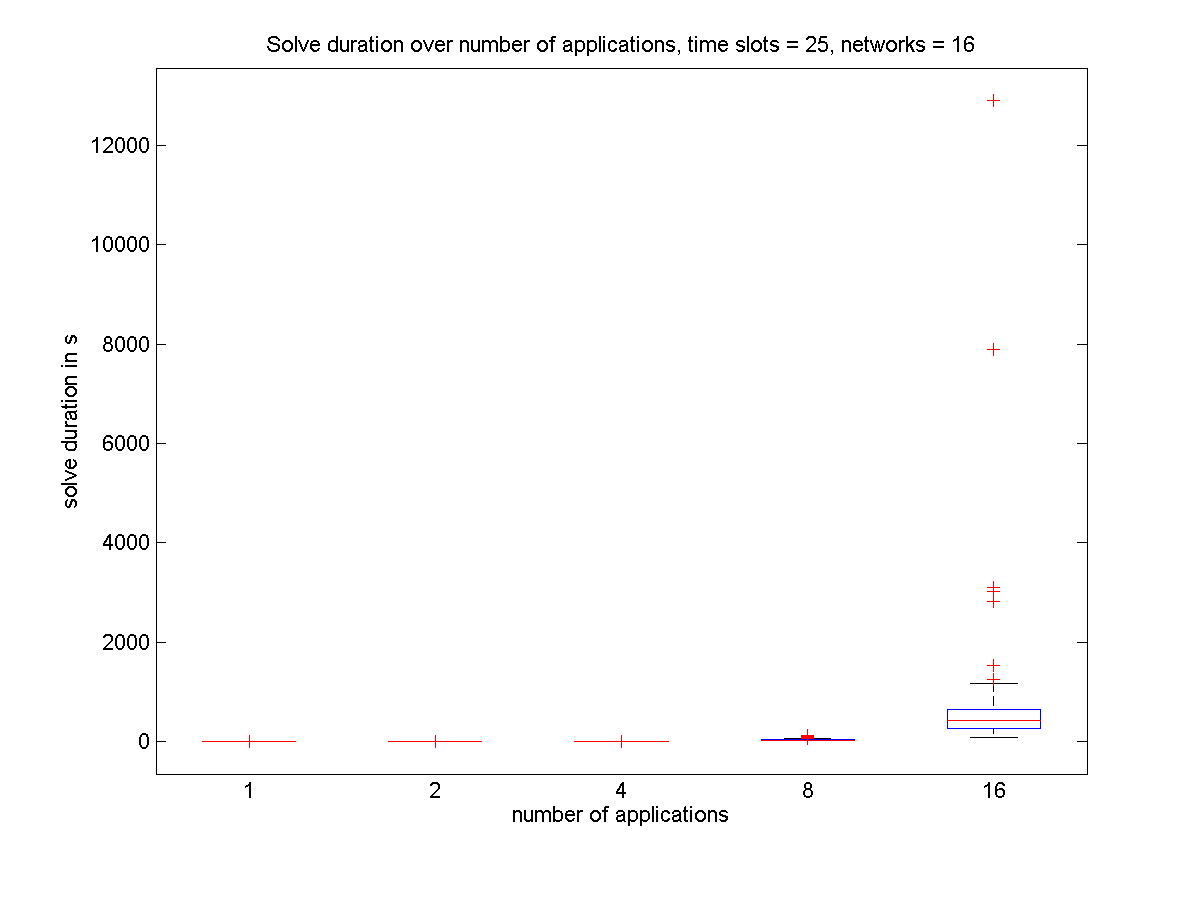 Solve duration over number of applications, time slots = 25, networks = 16
12000
10000
8000
6000
4000
2000
0
solve duration in s
1 2 4 8 16
number of applications